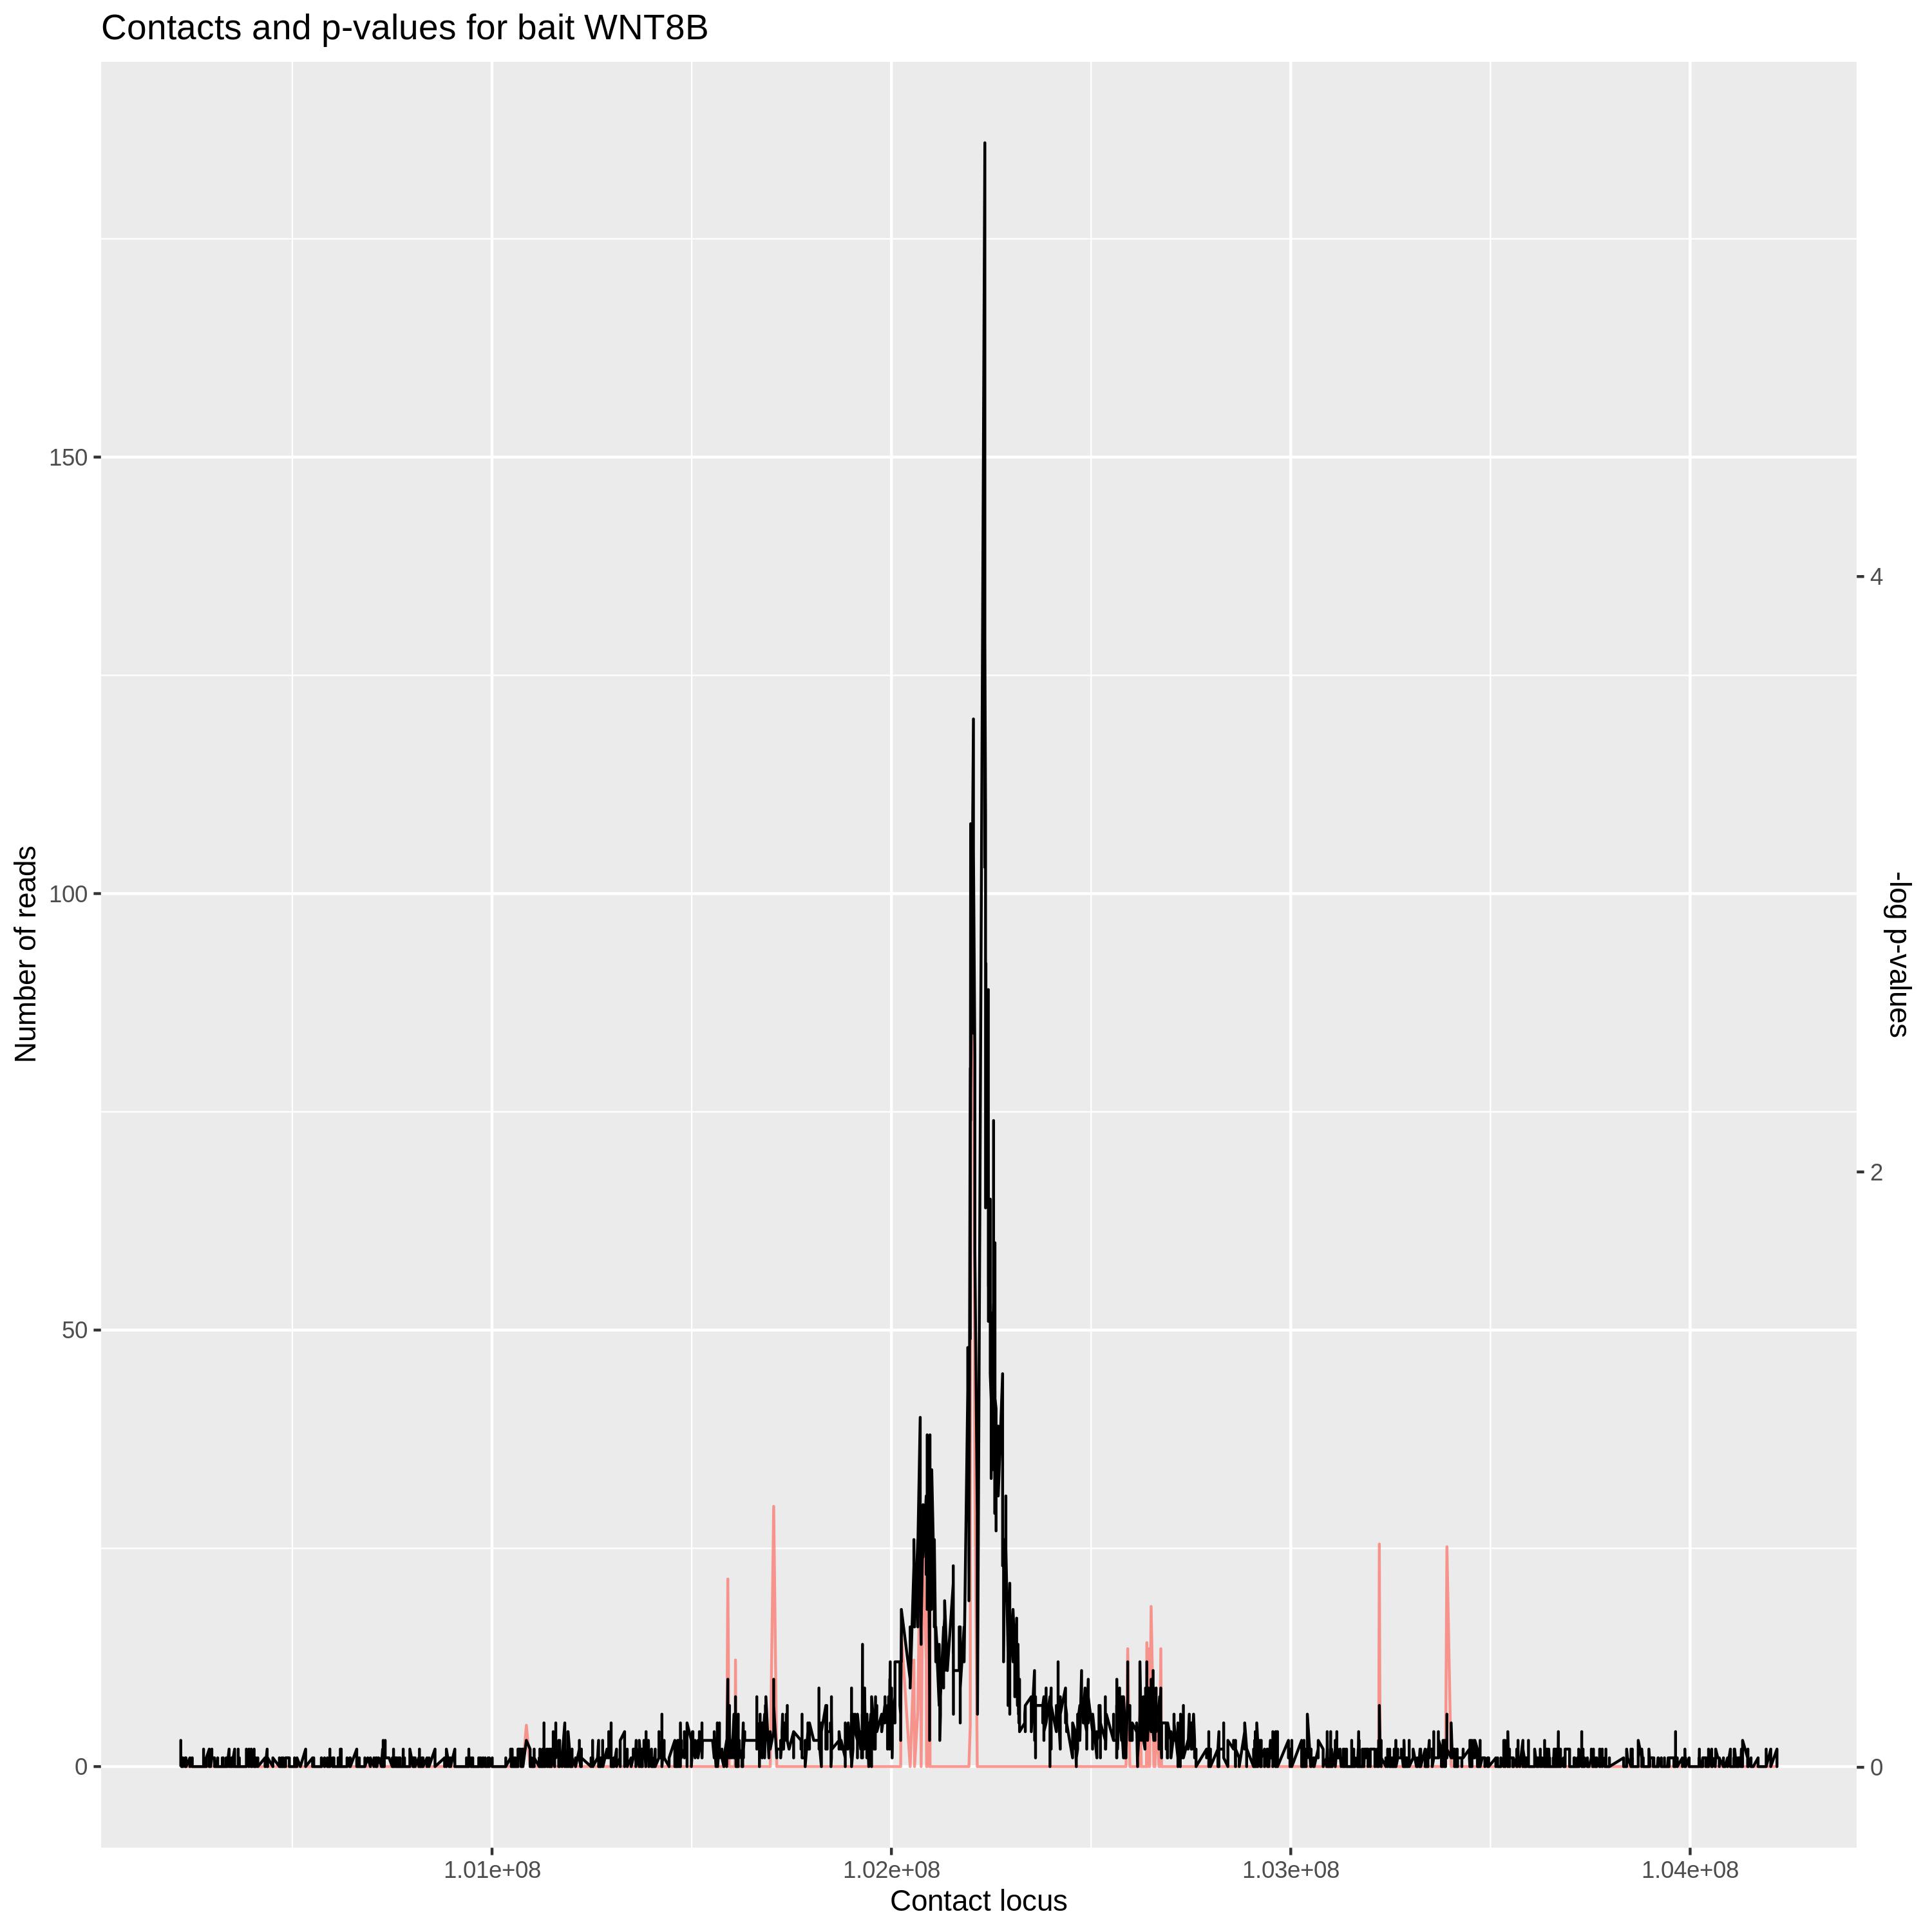 Contacts and p-values for bait WNT8B
Number of reads
150
100
50
0
4
2
0
-log p-values
1.01e+08
1.02e+08
1.03e+08
1.04e+08
Contact locus